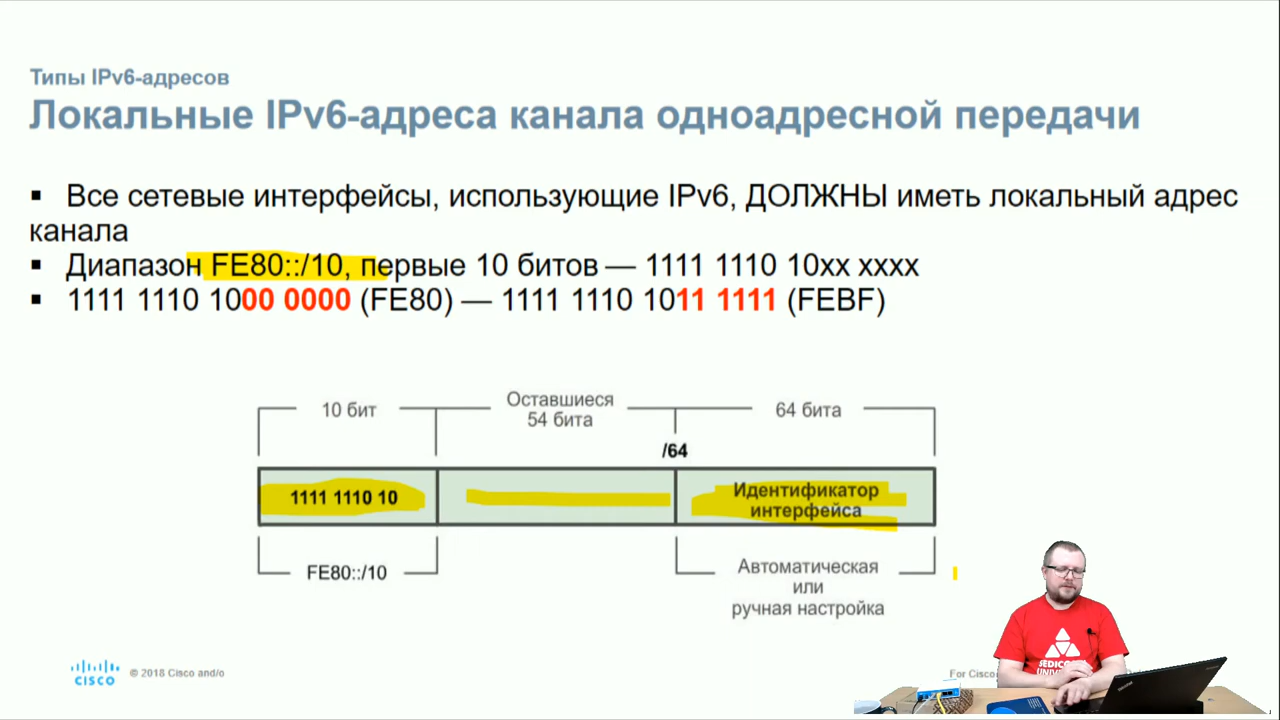 Типы IPv6-адресов
Локальные IPv6-адреса канала одноадресной передачи
▪ Все сетевые интерфейсы, использующие IPv6, ДОЛЖНЫ иметь локальный адрес
канала
▪ Диапазон FE80::/10, первые 10 битов — 1111 1110 10xx xxxx
▪ 1111 1110 1000 0000 (FE80) — 1111 1110 1011 1111 (FEBF)
10 бит
Оставшиеся
54 бита
64 бита
/64
1111 1110 10
Идентификатор
интерфейса
FE80::/10
Автоматическая
или
ручная настройка
CISCO
© 2018 Cisco and/o
For Cisco